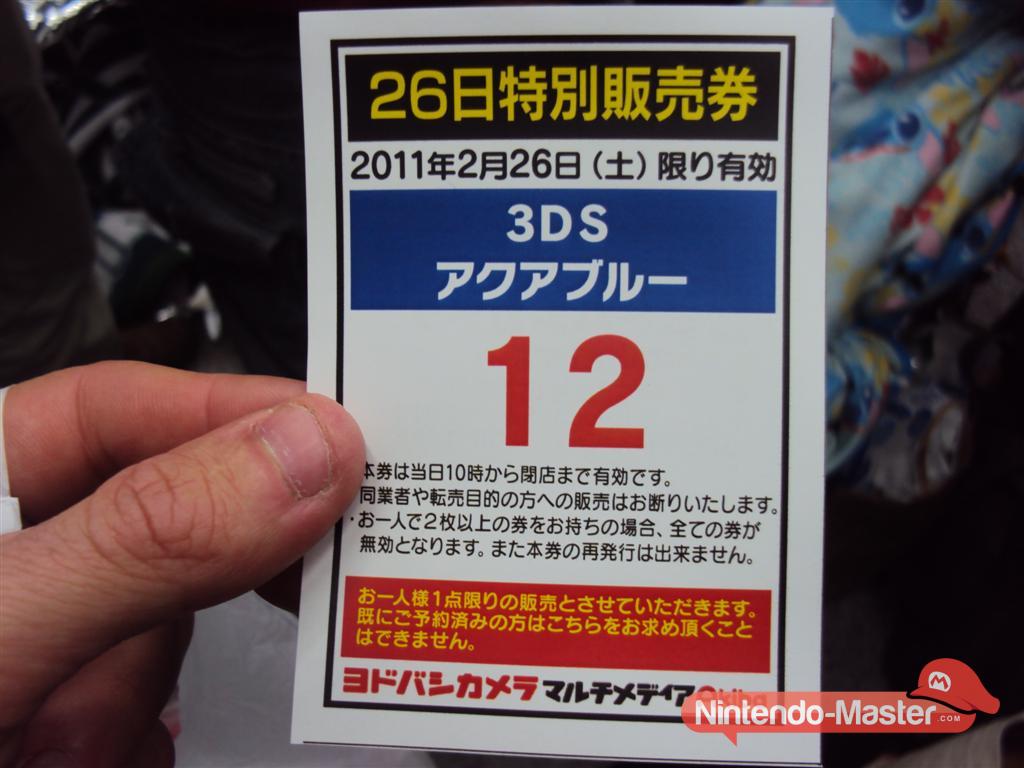 26日特別販売券
2011年2月26日(土)限り有効
3DS
アクアブルー
12
本券は当日10時から閉店まで有効です。
同業者や転売目的の方への販売はお断りいたします。
・お一人で2枚以上の券をお持ちの場合、全ての券が
無効となります。また本券の再発行は出来ません。
お一人様1点限りの販売とさせていただきます。
既にご予約済みの方はこちらをお求め頂くこと
はできません。
ヨドバシカメラ マルチメディアAkiba
M
Nintendo-Master.COM